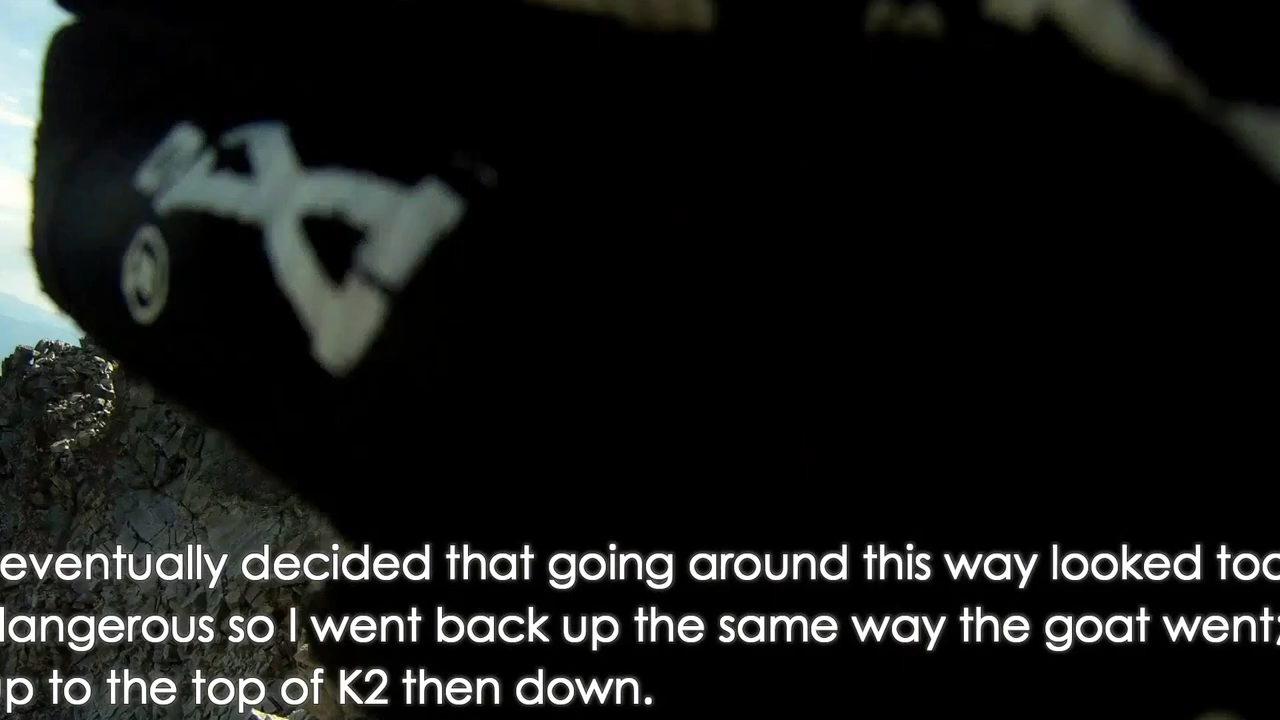 eventually decided that going around this way looked too
dangerous so I went back up the same way the goat went;
up to the top of K2 then down.